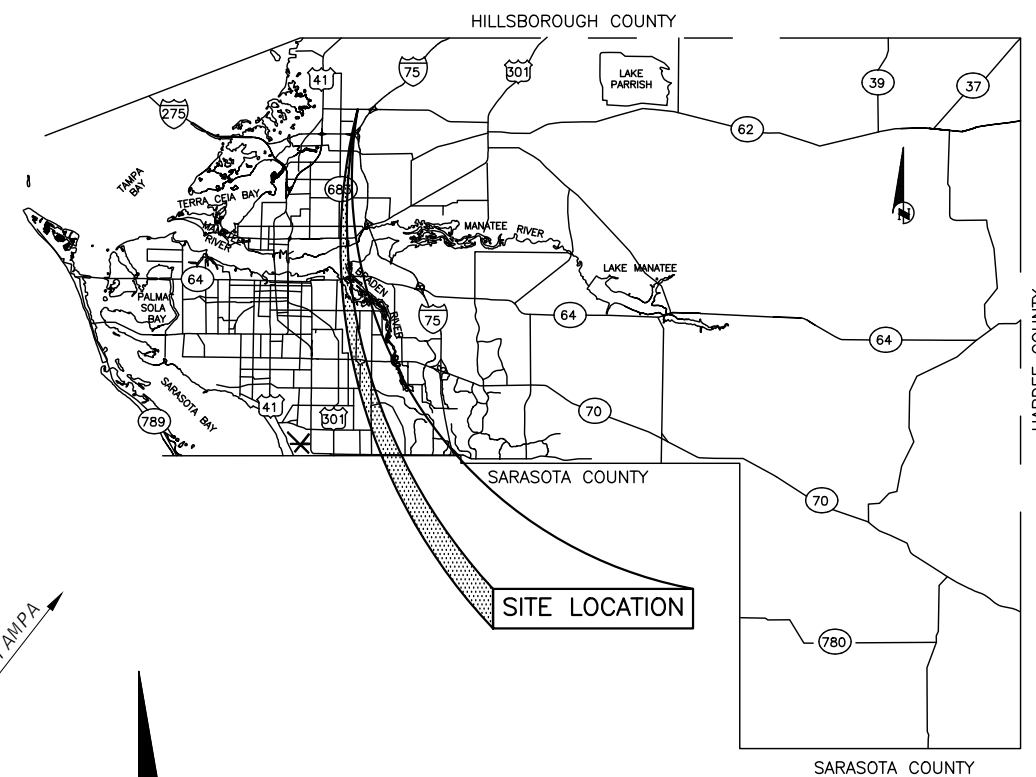 HILLSBOROUGH COUNTY
41
75
301
LAKE
PARRISH
39
37
275
62
TAMPA
BAY
TERRA CEIA BAY
683
N
MANATEE
RIVER
MANATEE RIVER
LAKE MANATEE
64
BRADEN
RIVER
PALMA
SOLA
BAY
75
64
64
SARASOTA BAY
789
41
301
70
SARASOTA COUNTY
70
SITE LOCATION
TAMPA
780
SARASOTA COUNTY